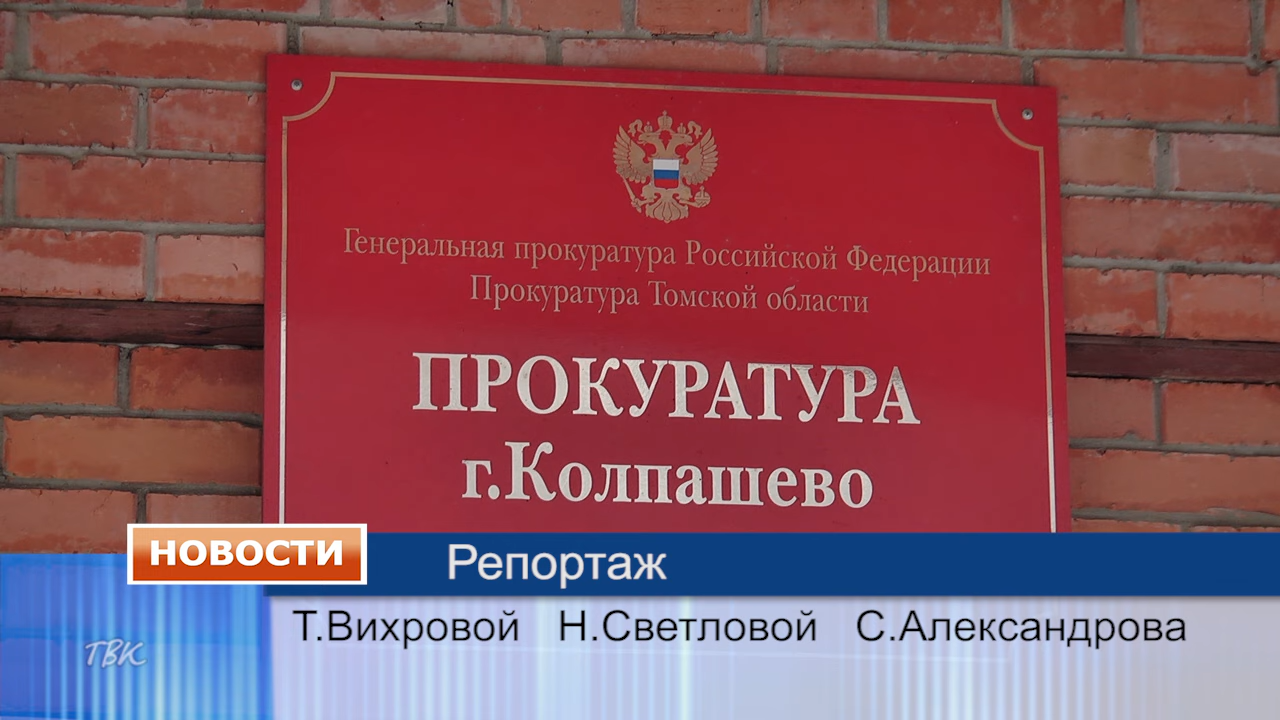 Генеральная прокуратура Российской Федерации
Прокуратура Томской области
ПРОКУРАТУРА
г.Колпашево
НОВОСТИ
Репортаж
Т.Вихровой Н.Светловой С.Александрова
ТВК